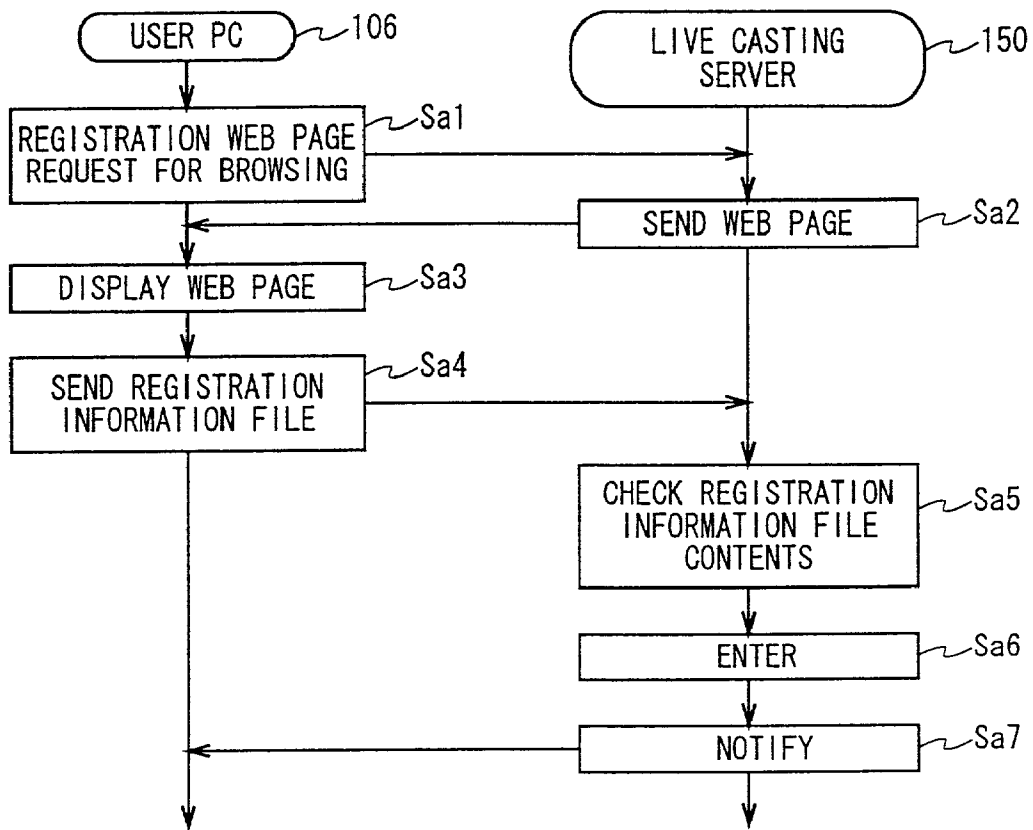 USER PC
106
LIVE CASTING
SERVER
150
REGISTRATION WEB PAGE
REQUEST FOR BROWSING
Sa1
SEND WEB PAGE
Sa2
DISPLAY WEB PAGE
Sa3
SEND REGISTRATION
INFORMATION FILE
Sa4
CHECK REGISTRATION
INFORMATION FILE
CONTENTS
Sa5
ENTER
Sa6
NOTIFY
Sa7